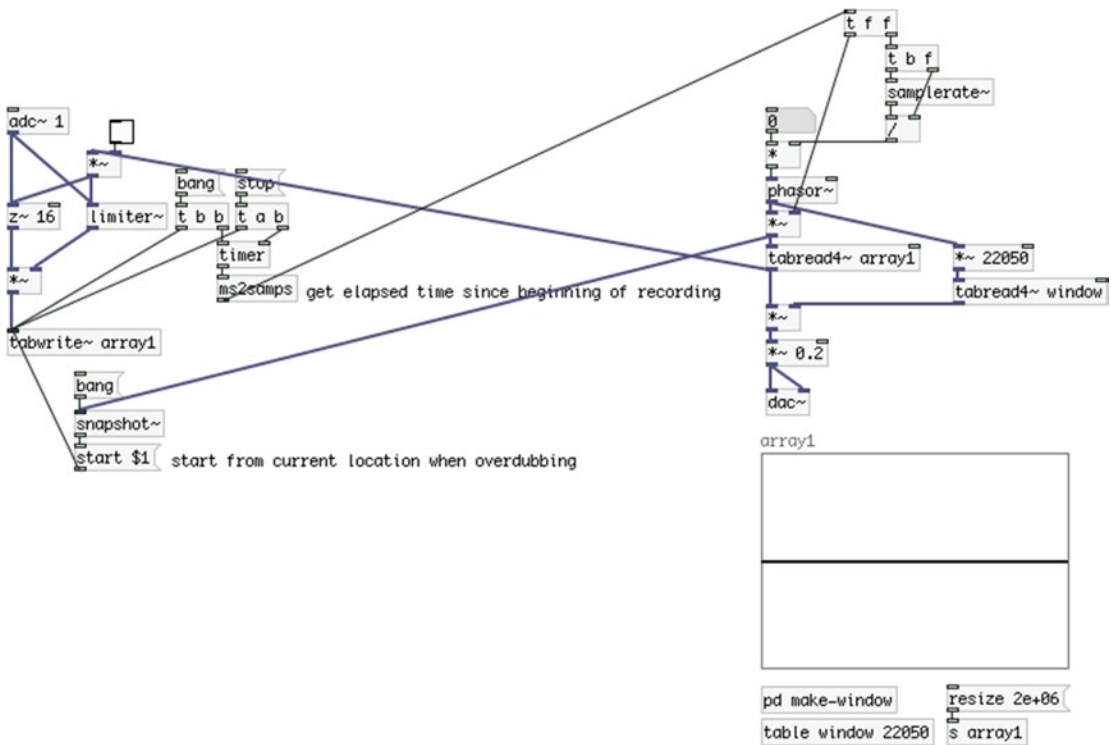 t f f
t b f
samplerate~
/
adc~ 1
0
*
*~
bang
stop
phasor~
z~ 16
limiter~
t b b
t a b
*~
timer
tabread4~ array1
*~ 22050
*~
ms2samps
get elapsed time since beginning of recording
tabread4~ window
*~
tabwrite~ array1
*~ 0.2
bang
dac~
snapshot~
start $1
start from current location when overdubbing
array1
pd make-window
resize 2e+06
table window 22050
s array1